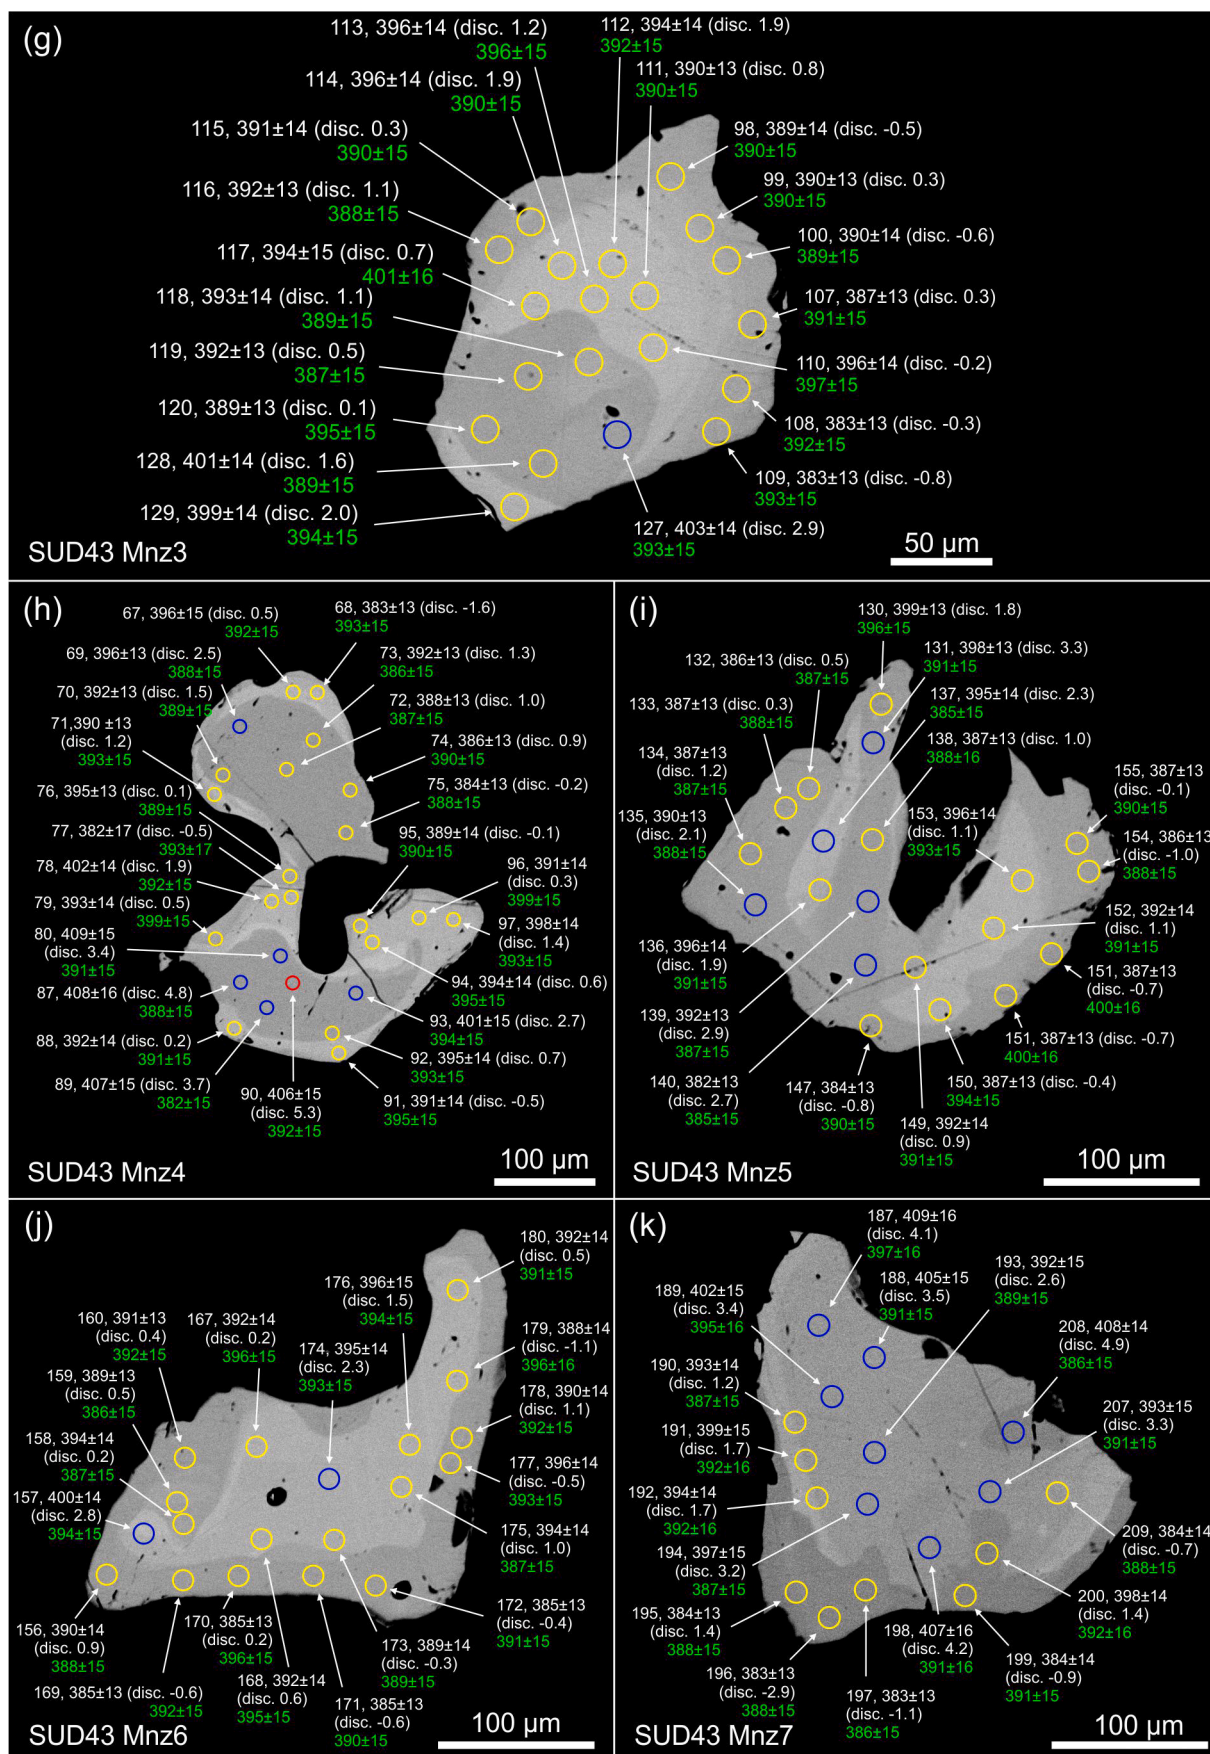 (g)
113, 396±14 (disc. 1.2)
396±15
112, 394±14 (disc. 1.9)
392±15
114, 396±14 (disc. 1.9)
390±15
111, 390±13 (disc. 0.8)
390±15
115, 391±14 (disc. 0.3)
390±15
98, 389±14 (disc. -0.5)
390±15
116, 392±13 (disc. 1.1)
388±15
99, 390±13 (disc. 0.3)
390±15
117, 394±15 (disc. 0.7)
401±16
100, 390±14 (disc. -0.6)
389±15
118, 393±14 (disc. 1.1)
389±15
107, 387±13 (disc. 0.3)
391±15
119, 392±13 (disc. 0.5)
387±15
110, 396±14 (disc. -0.2)
397±15
120, 389±13 (disc. 0.1)
395±15
108, 383±13 (disc. -0.3)
392±15
128, 401±14 (disc. 1.6)
389±15
109, 383±13 (disc. -0.8)
393±15
129, 399±14 (disc. 2.0)
394±15
127, 403±14 (disc. 2.9)
393±15
SUD43 Mnz3
50 µm
(h)
67, 396±15 (disc. 0.5)
392±15
68, 383±13 (disc. -1.6)
393±15
69, 396±13 (disc. 2.5)
388±15
73, 392±13 (disc. 1.3)
386±15
70, 392±13 (disc. 1.5)
389±15
72, 388±13 (disc. 1.0)
387±15
71,390 ±13
(disc. 1.2)
393±15
74, 386±13 (disc. 0.9)
390±15
76, 395±13 (disc. 0.1)
389±15
75, 384±13 (disc. -0.2)
388±15
77, 382±17 (disc. -0.5)
393±17
95, 389±14 (disc. -0.1)
390±15
78, 402±14 (disc. 1.9)
392±15
96, 391±14
(disc. 0.3)
399±15
79, 393±14 (disc. 0.5)
399±15
97, 398±14
(disc. 1.4)
393±15
80, 409±15
(disc. 3.4)
391±15
94, 394±14 (disc. 0.6)
395±15
87, 408±16 (disc. 4.8)
388±15
93, 401±15 (disc. 2.7)
394±15
88, 392±14 (disc. 0.2)
391±15
92, 395±14 (disc. 0.7)
393±15
89, 407±15 (disc. 3.7)
382±15
90, 406±15
(disc. 5.3)
392±15
91, 391±14 (disc. -0.5)
395±15
SUD43 Mnz4
100 µm
(i)
130, 399±13 (disc. 1.8)
396±15
131, 398±13 (disc. 3.3)
391±15
132, 386±13 (disc. 0.5)
387±15
137, 395±14 (disc. 2.3)
385±15
133, 387±13 (disc. 0.3)
388±15
138, 387±13 (disc. 1.0)
388±16
134, 387±13
(disc. 1.2)
387±15
155, 387±13
(disc. -0.1)
390±15
135, 390±13
(disc. 2.1)
388±15
153, 396±14
(disc. 1.1)
393±15
154, 386±13
(disc. -1.0)
388±15
152, 392±14
(disc. 1.1)
391±15
136, 396±14
(disc. 1.9)
391±15
151, 387±13
(disc. -0.7)
400±16
139, 392±13
(disc. 2.9)
387±15
151, 387±13 (disc. -0.7)
400±16
140, 382±13
(disc. 2.7)
385±15
147, 384±13
(disc. -0.8)
390±15
150, 387±13 (disc. -0.4)
394±15
149, 392±14
(disc. 0.9)
391±15
SUD43 Mnz5
100 µm
(j)
180, 392±14
(disc. 0.5)
391±15
176, 396±15
(disc. 1.5)
394±15
160, 391±13
(disc. 0.4)
392±15
167, 392±14
(disc. 0.2)
396±15
179, 388±14
(disc. -1.1)
396±16
174, 395±14
(disc. 2.3)
393±15
159, 389±13
(disc. 0.5)
386±15
178, 390±14
(disc. 1.1)
392±15
158, 394±14
(disc. 0.2)
387±15
177, 396±14
(disc. -0.5)
393±15
157, 400±14
(disc. 2.8)
394±15
175, 394±14
(disc. 1.0)
387±15
172, 385±13
(disc. -0.4)
391±15
156, 390±14
(disc. 0.9)
388±15
170, 385±13
(disc. 0.2)
396±15
173, 389±14
(disc. -0.3)
389±15
168, 392±14
(disc. 0.6)
395±15
169, 385±13 (disc. -0.6)
392±15
171, 385±13
(disc. -0.6)
390±15
SUD43 Mnz6
100 µm
(k)
187, 409±16
(disc. 4.1)
397±16
193, 392±15
(disc. 2.6)
389±15
188, 405±15
(disc. 3.5)
391±15
189, 402±15
(disc. 3.4)
395±16
208, 408±14
(disc. 4.9)
386±15
190, 393±14
(disc. 1.2)
387±15
207, 393±15
(disc. 3.3)
391±15
191, 399±15
(disc. 1.7)
392±16
192, 394±14
(disc. 1.7)
392±16
209, 384±14
(disc. -0.7)
388±15
194, 397±15
(disc. 3.2)
387±15
200, 398±14
(disc. 1.4)
392±16
195, 384±13
(disc. 1.4)
388±15
198, 407±16
(disc. 4.2)
391±16
199, 384±14
(disc. -0.9)
391±15
196, 383±13
(disc. -2.9)
388±15
197, 383±13
(disc. -1.1)
386±15
SUD43 Mnz7
100 µm